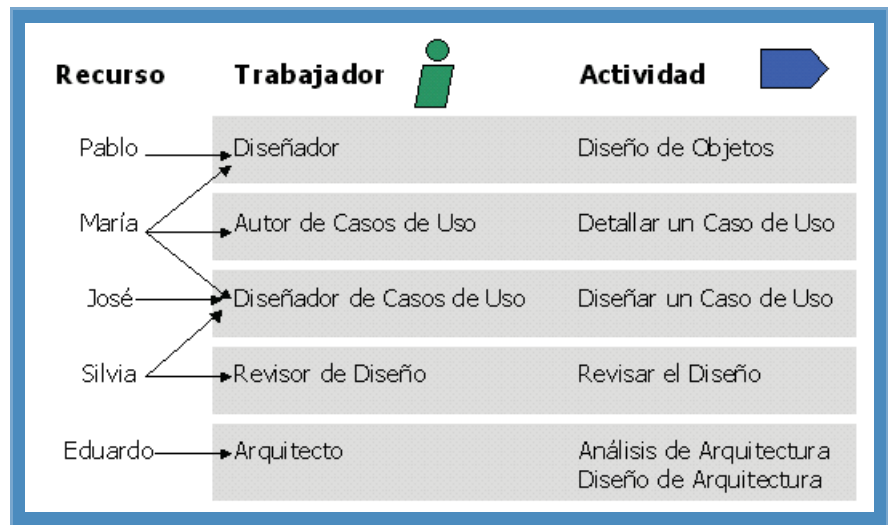 Recurso Trabajador Actividad
Pablo Diseñador Diseño de Objetos
María Autor de Casos de Uso Detallar un Caso de Uso
José Diseñador de Casos de Uso Diseñar un Caso de Uso
Silvia Revisor de Diseño Revisar el Diseño
Eduardo Arquitecto Análisis de Arquitectura
Diseño de Arquitectura